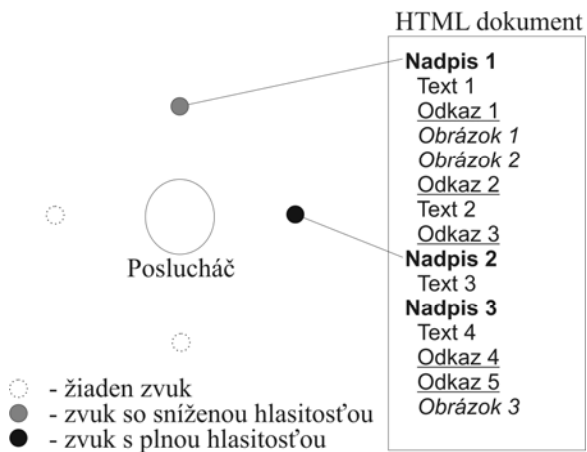 HTML dokument
Nadpis 1
Text 1
Odkaz 1
Obrázok 1
Obrázok 2
Odkaz 2
Text 2
Odkaz 3
Nadpis 2
Text 3
Nadpis 3
Text 4
Odkaz 4
Odkaz 5
Obrázok 3
Poslucháč
- žiaden zvuk
- zvuk so sníženou hlasitosťou
- zvuk s plnou hlasitosťou